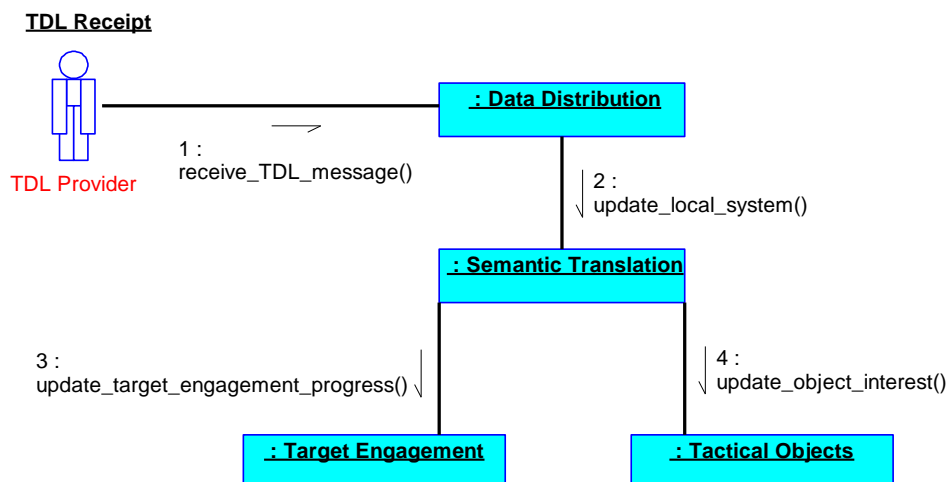 TDL Receipt
: Data Distribution
1 :
receive_TDL_message()
TDL Provider
2 :
update_local_system()
: Semantic Translation
3 :
update_target_engagement_progress()
4 :
update_object_interest()
: Target Engagement
: Tactical Objects